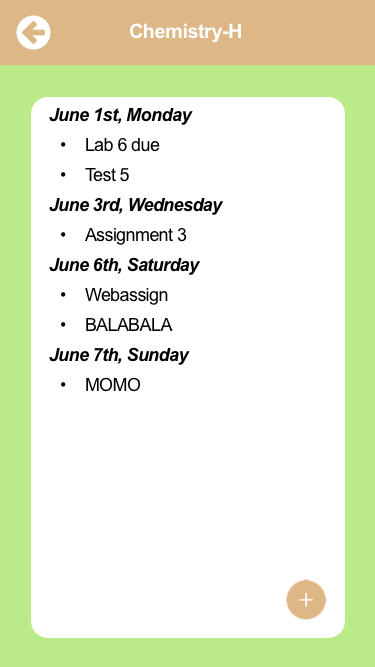 Chemistry-H
June 1st, Monday
• Lab 6 due
• Test 5
June 3rd, Wednesday
• Assignment 3
June 6th, Saturday
• Webassign
• BALABALA
June 7th, Sunday
• MOMO